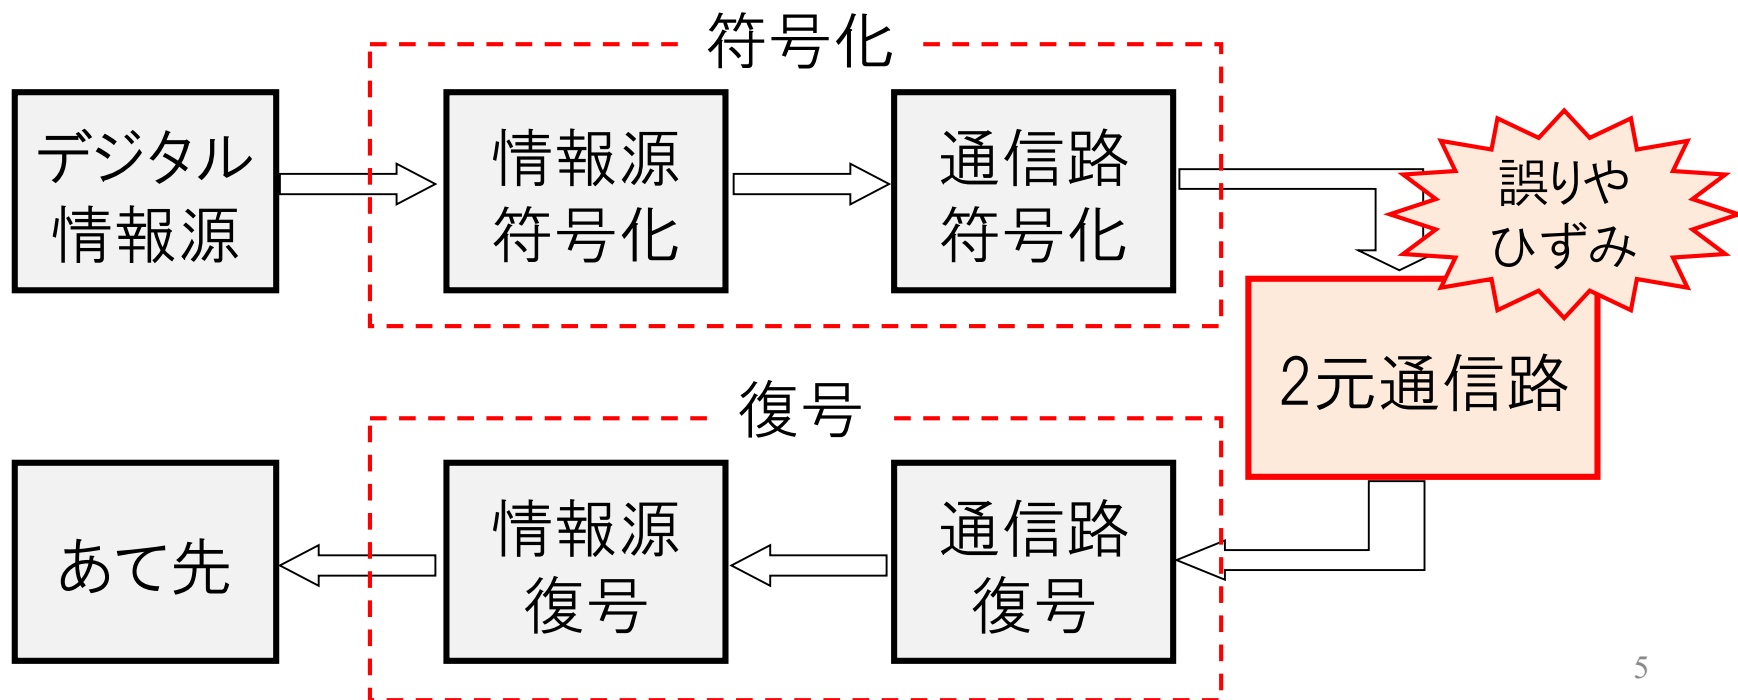 符号化
デジタル
情報源
情報源
符号化
通信路
符号化
誤りや
ひずみ
2元通信路
復号
あて先
情報源
復号
通信路
復号
5